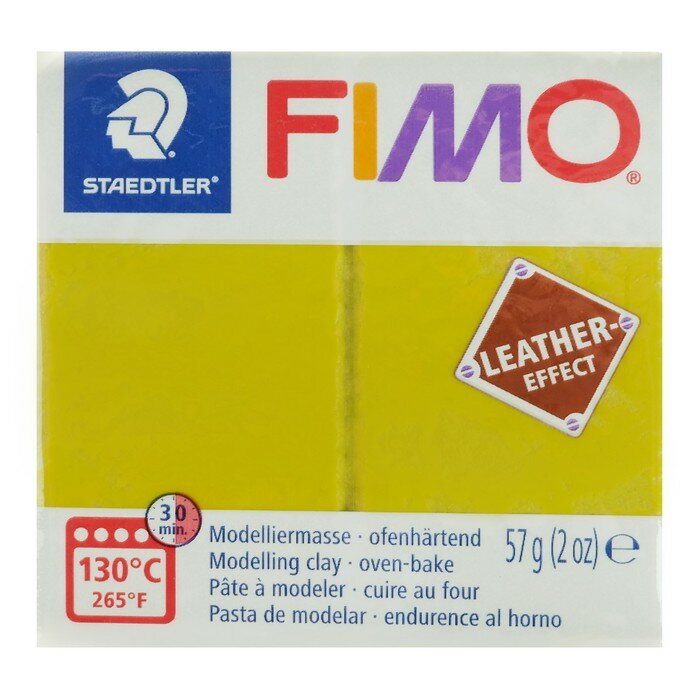 STAEDTLER®
FIMO®
LEATHER-
EFFECT
30
min.
130°C
265°F
Modelliermasse · ofenhärtend
Modelling clay · oven-bake
Pâte à modeler · cuire au four
Pasta de modelar · endurence al horno
57 g (2 oz) ℮